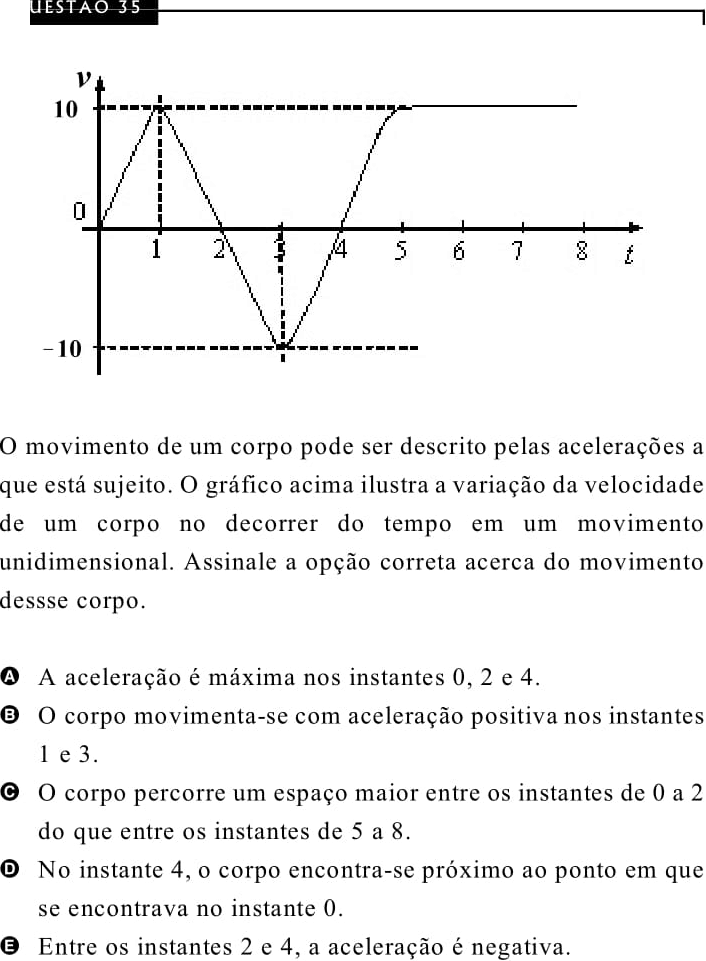 UESTÃO 35
v
10
0
1 2 3 4 5 6 7 8 t
–10
O movimento de um corpo pode ser descrito pelas acelerações a
que está sujeito. O gráfico acima ilustra a variação da velocidade
de um corpo no decorrer do tempo em um movimento
unidimensional. Assinale a opção correta acerca do movimento
dessse corpo.
A A aceleração é máxima nos instantes 0, 2 e 4.
B O corpo movimenta-se com aceleração positiva nos instantes
1 e 3.
C O corpo percorre um espaço maior entre os instantes de 0 a 2
do que entre os instantes de 5 a 8.
D No instante 4, o corpo encontra-se próximo ao ponto em que
se encontrava no instante 0.
E Entre os instantes 2 e 4, a aceleração é negativa.